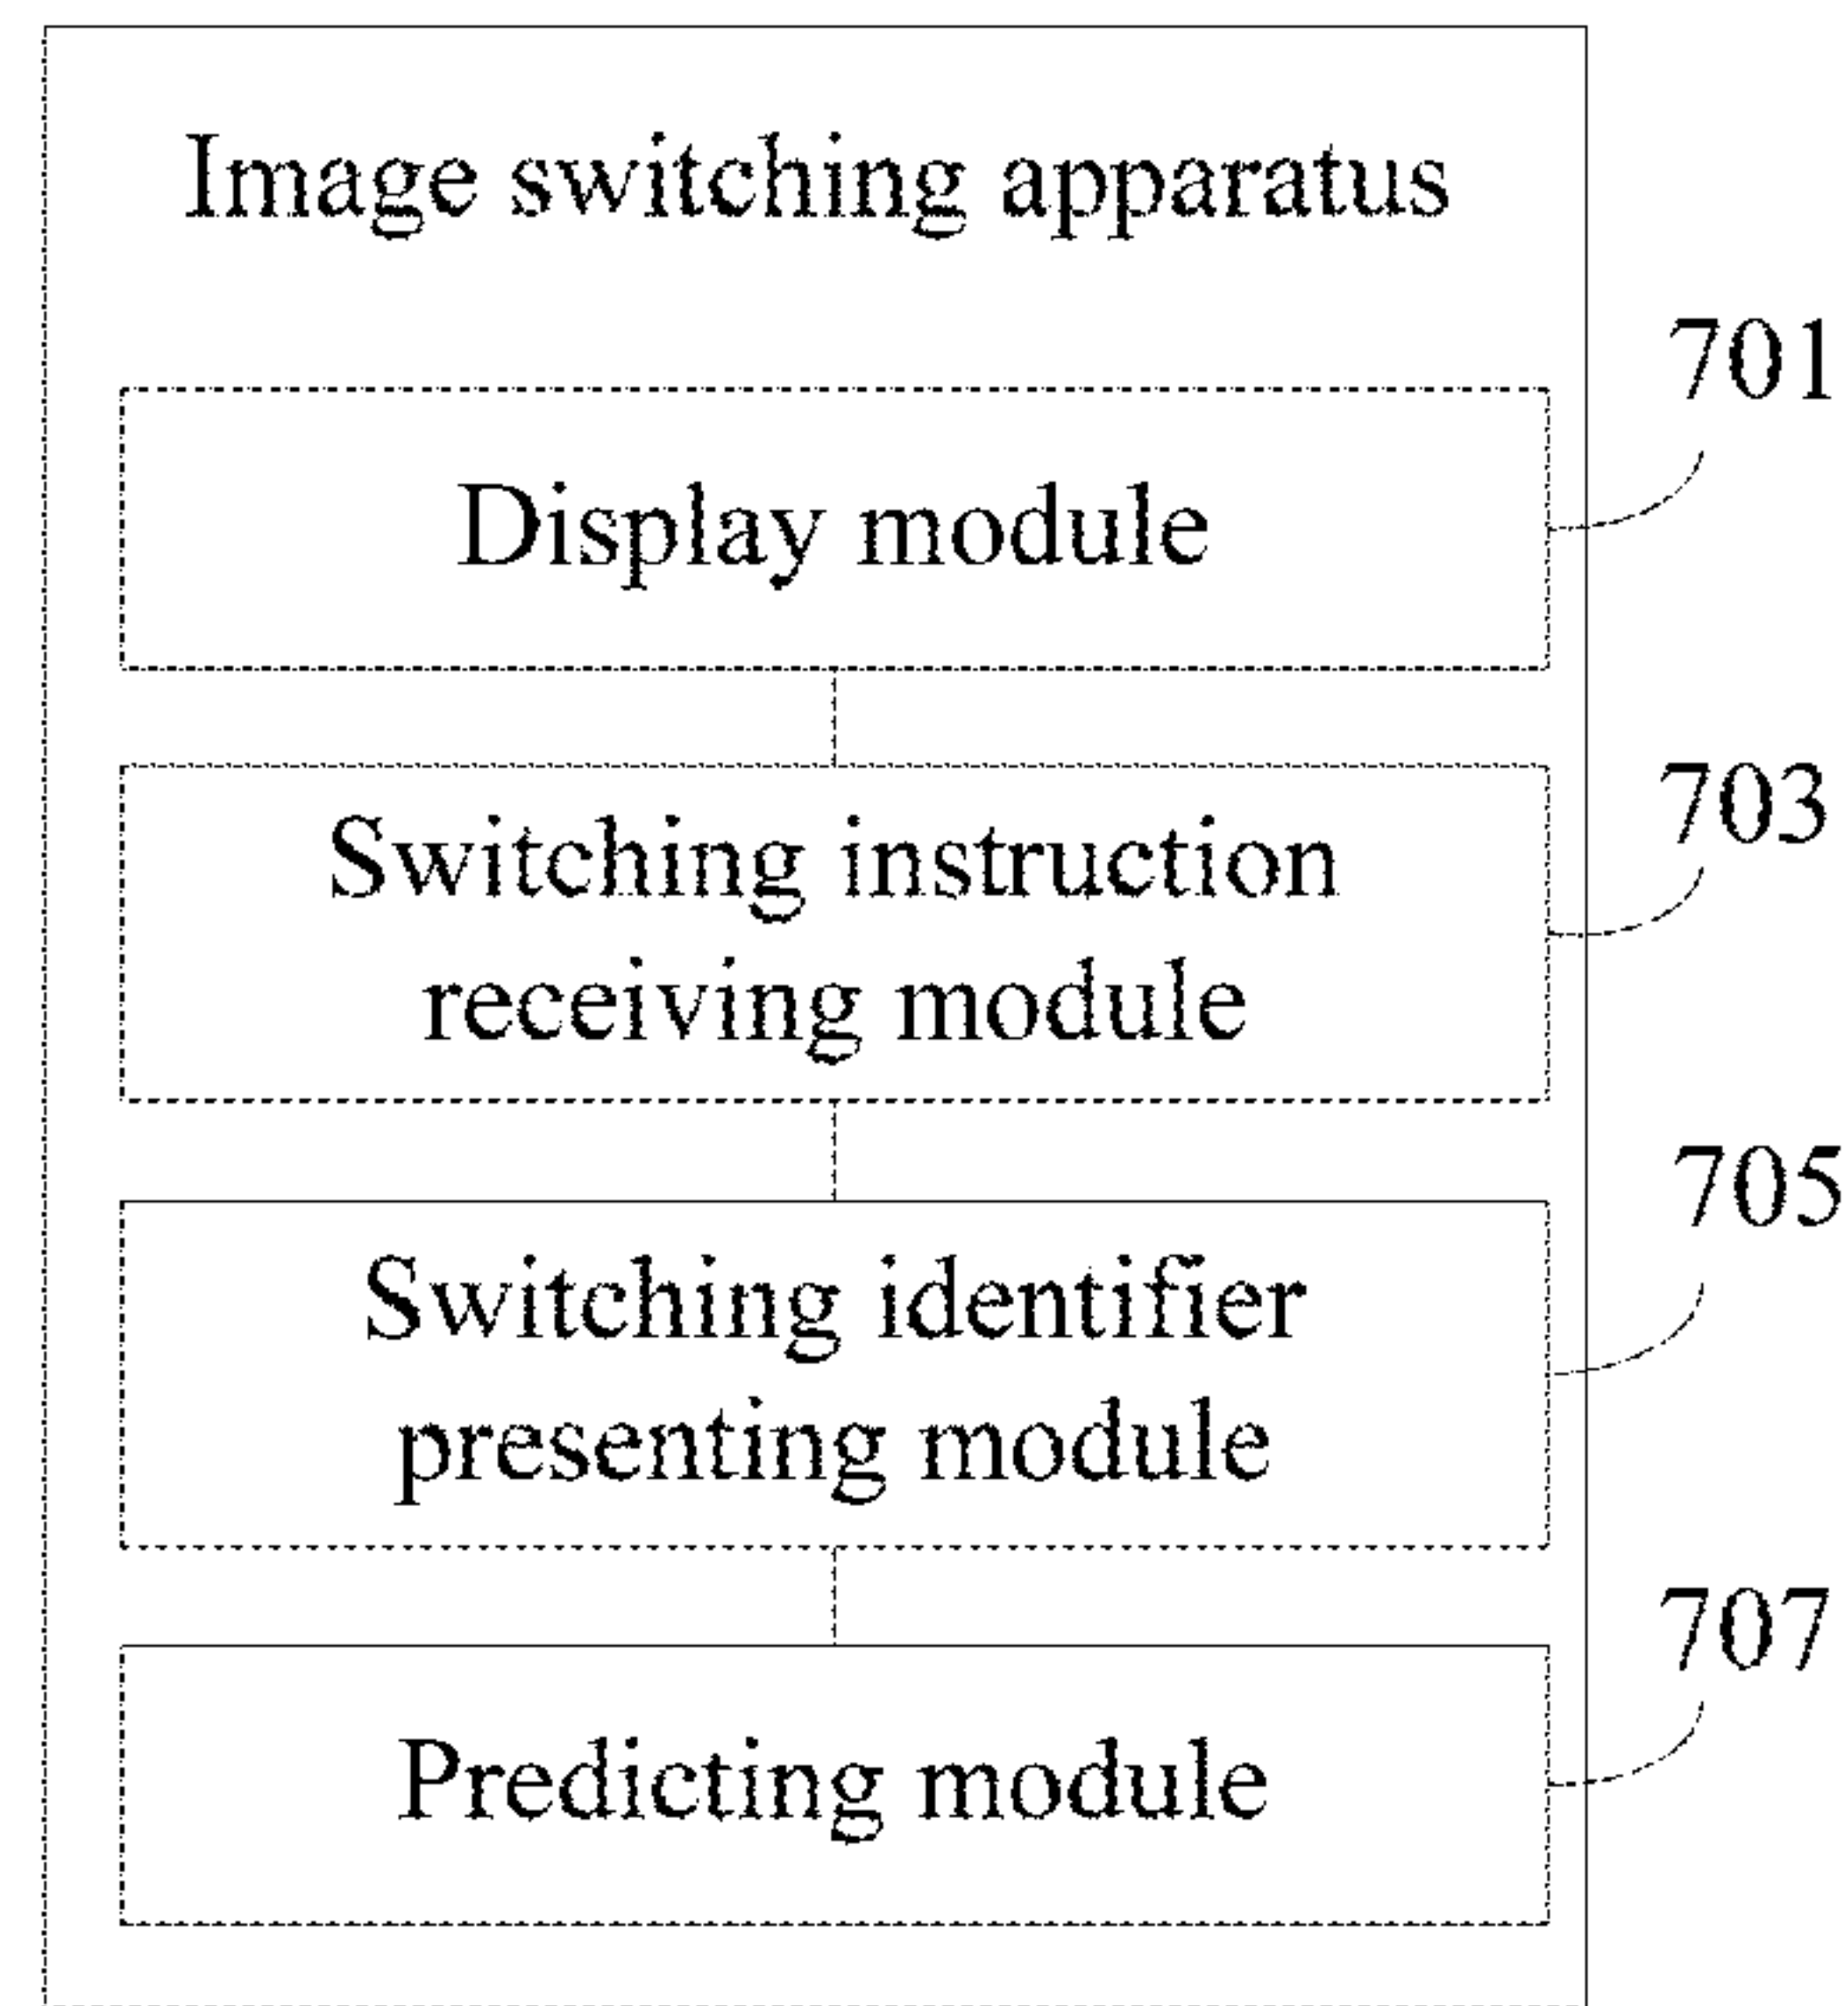 Image switching apparatus
701
Display module
703
Switching instruction
receiving module
705
Switching identifier
presenting module
707
Predicting module